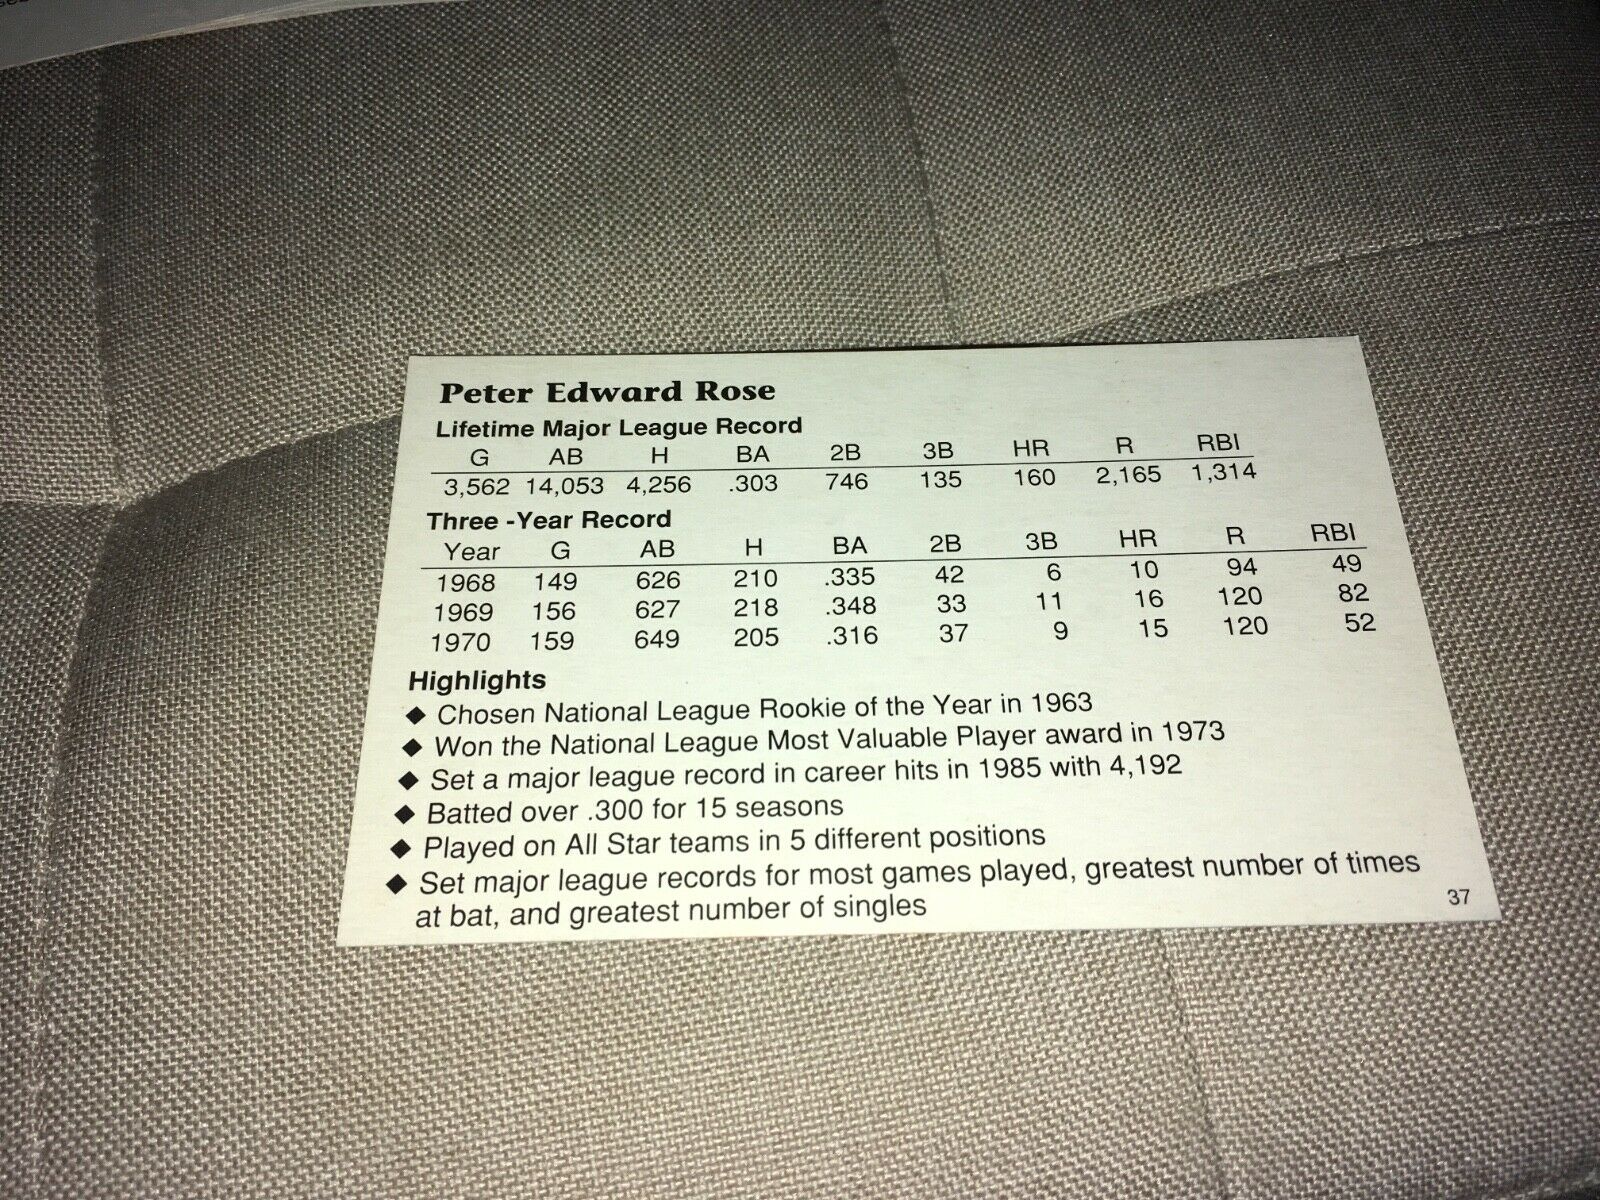 Peter Edward Rose
Lifetime Major League Record
G AB H BA 2B 3B HR R RBI
3,562 14,053 4,256 .303 746 135 160 2,165 1,314
Three -Year Record
Year G AB H BA 2B 3B HR R RBI
1968 149 626 210 .335 42 6 10 94 49
1969 156 627 218 .348 33 11 16 120 82
1970 159 649 205 .316 37 9 15 120 52
Highlights
◆ Chosen National League Rookie of the Year in 1963
◆ Won the National League Most Valuable Player award in 1973
◆ Set a major league record in career hits in 1985 with 4,192
◆ Batted over .300 for 15 seasons
◆ Played on All Star teams in 5 different positions
◆ Set major league records for most games played, greatest number of times
at bat, and greatest number of singles
37